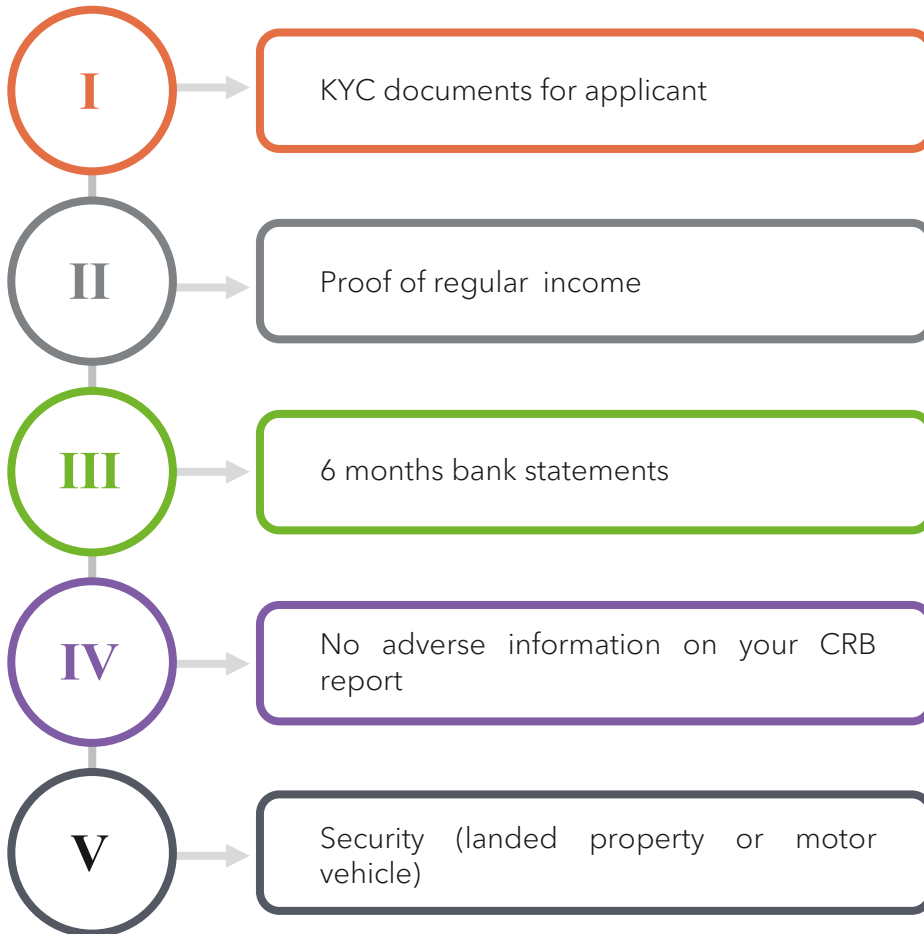 I
KYC documents for applicant
II
Proof of regular income
III
6 months bank statements
IV
No adverse information on your CRB
report
V
Security (landed property or motor
vehicle)